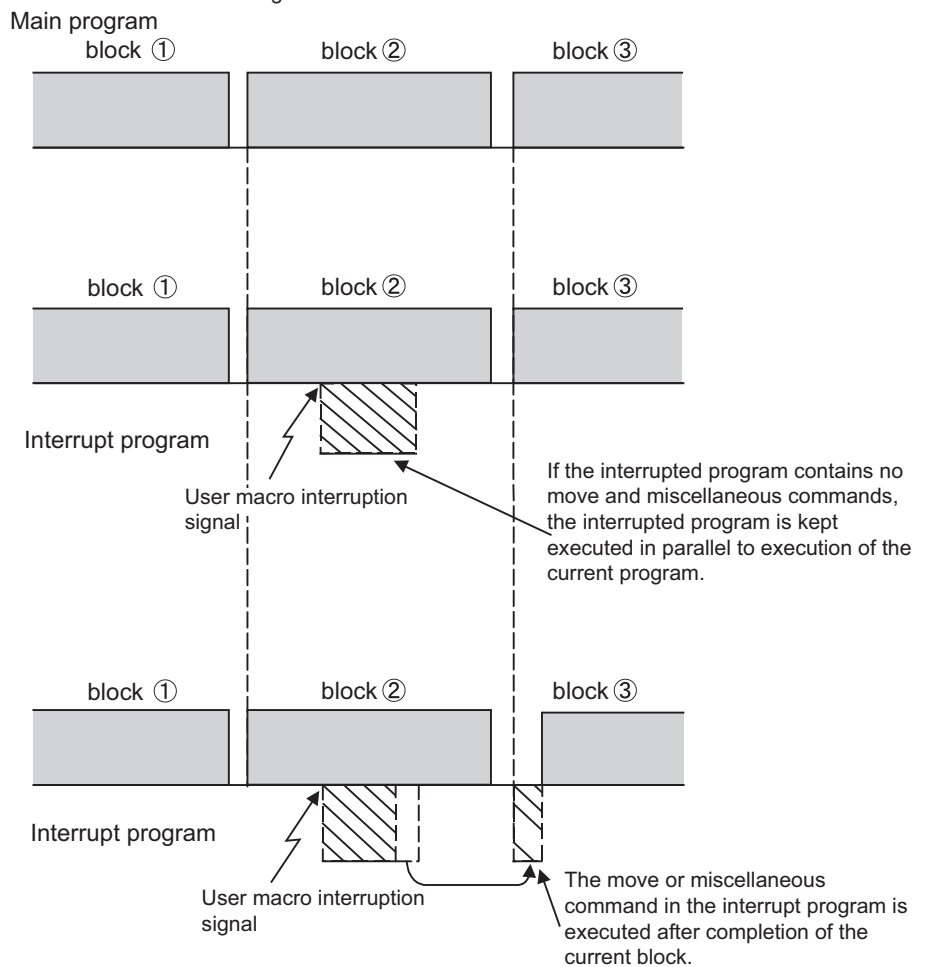 Main program
block ① block ② block ③
block ① block ② block ③
Interrupt program
User macro interruption
signal
If the interrupted program contains no
move and miscellaneous commands,
the interrupted program is kept
executed in parallel to execution of the
current program.
block ① block ② block ③
Interrupt program
User macro interruption
signal
The move or miscellaneous
command in the interrupt program is
executed after completion of the
current block.